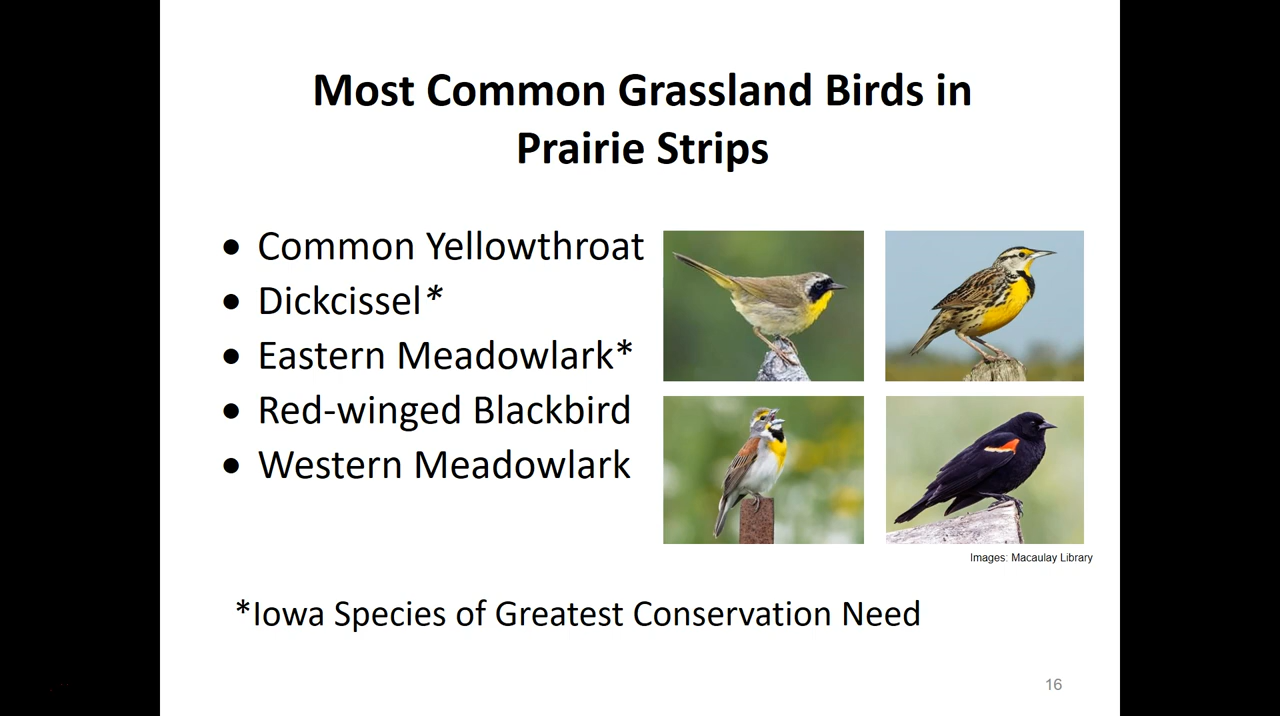 Most Common Grassland Birds in
Prairie Strips
• Common Yellowthroat
• Dickcissel*
• Eastern Meadowlark*
• Red-winged Blackbird
• Western Meadowlark
Images: Macaulay Library
*Iowa Species of Greatest Conservation Need
16